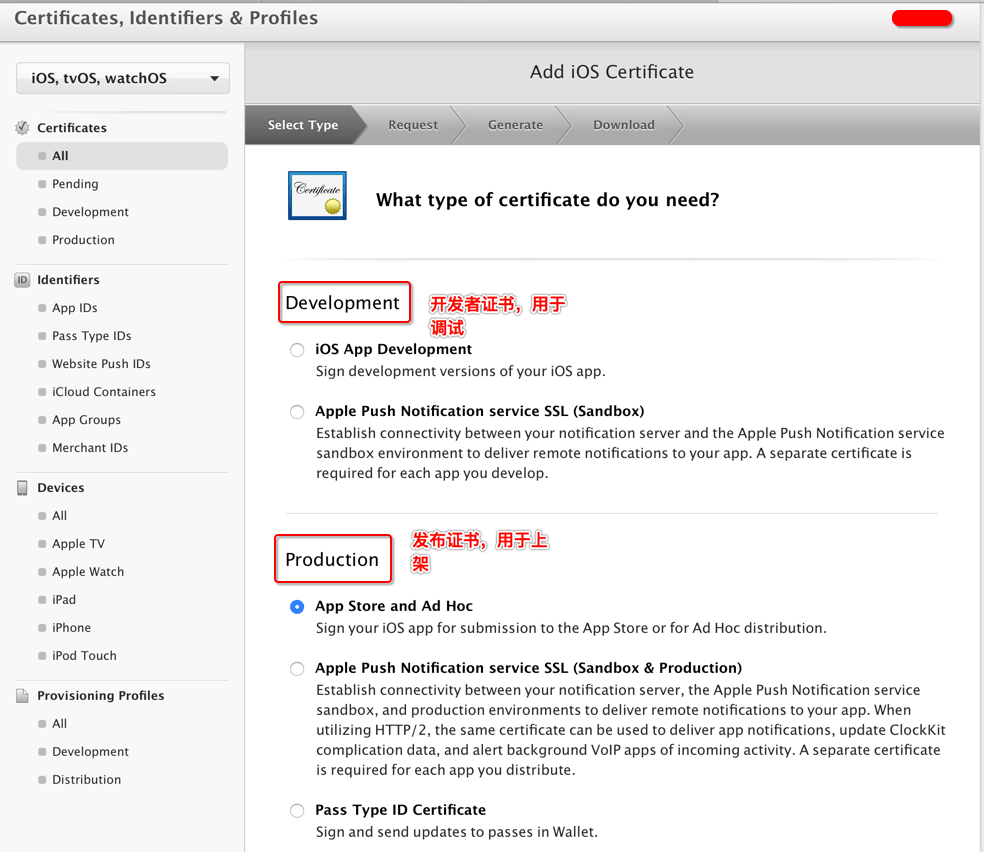 Certificates, Identifiers & Profiles
iOS, tvOS, watchOS
Certificates
All
Pending
Development
Production
ID
Identifiers
App IDs
Pass Type IDs
Website Push IDs
iCloud Containers
App Groups
Merchant IDs
Devices
All
Apple TV
Apple Watch
iPad
iPhone
iPod Touch
Provisioning Profiles
All
Development
Distribution
Add iOS Certificate
Select Type
Request
Generate
Download
Certificate
What type of certificate do you need?
Development
开发者证书，用于
调试
iOS App Development
Sign development versions of your iOS app.
Apple Push Notification service SSL (Sandbox)
Establish connectivity between your notification server and the Apple Push Notification service
sandbox environment to deliver remote notifications to your app. A separate certificate is
required for each app you develop.
Production
发布证书，用于上
架
App Store and Ad Hoc
Sign your iOS app for submission to the App Store or for Ad Hoc distribution.
Apple Push Notification service SSL (Sandbox & Production)
Establish connectivity between your notification server, the Apple Push Notification service
sandbox, and production environments to deliver remote notifications to your app. When
utilizing HTTP/2, the same certificate can be used to deliver app notifications, update ClockKit
complication data, and alert background VoIP apps of incoming activity. A separate certificate
is required for each app you distribute.
Pass Type ID Certificate
Sign and send updates to passes in Wallet.